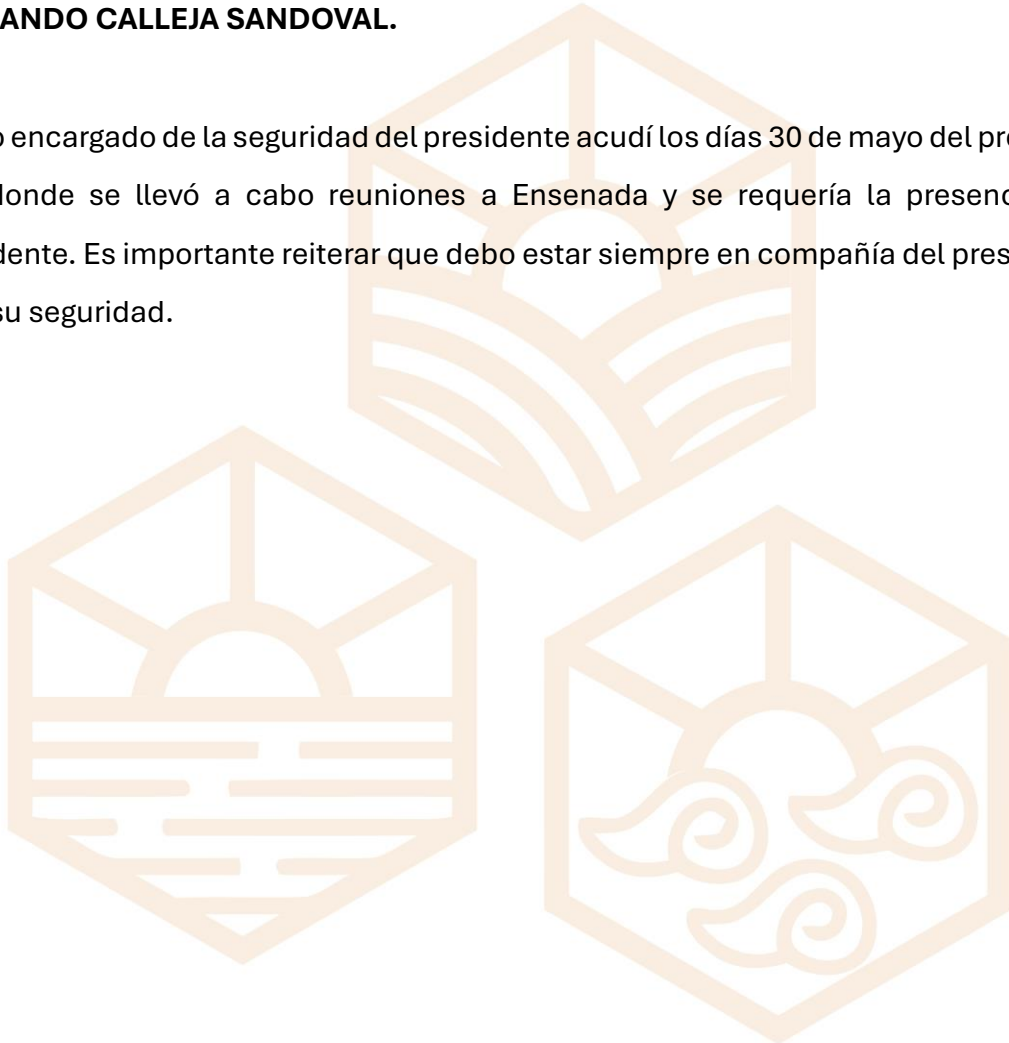 ANDO CALLEJA SANDOVAL.
o encargado de la seguridad del presidente acudí los días 30 de mayo del pr
onde se llevó a cabo reuniones a Ensenada y se requería la presenc
dente. Es importante reiterar que debo estar siempre en compañía del pres
su seguridad.